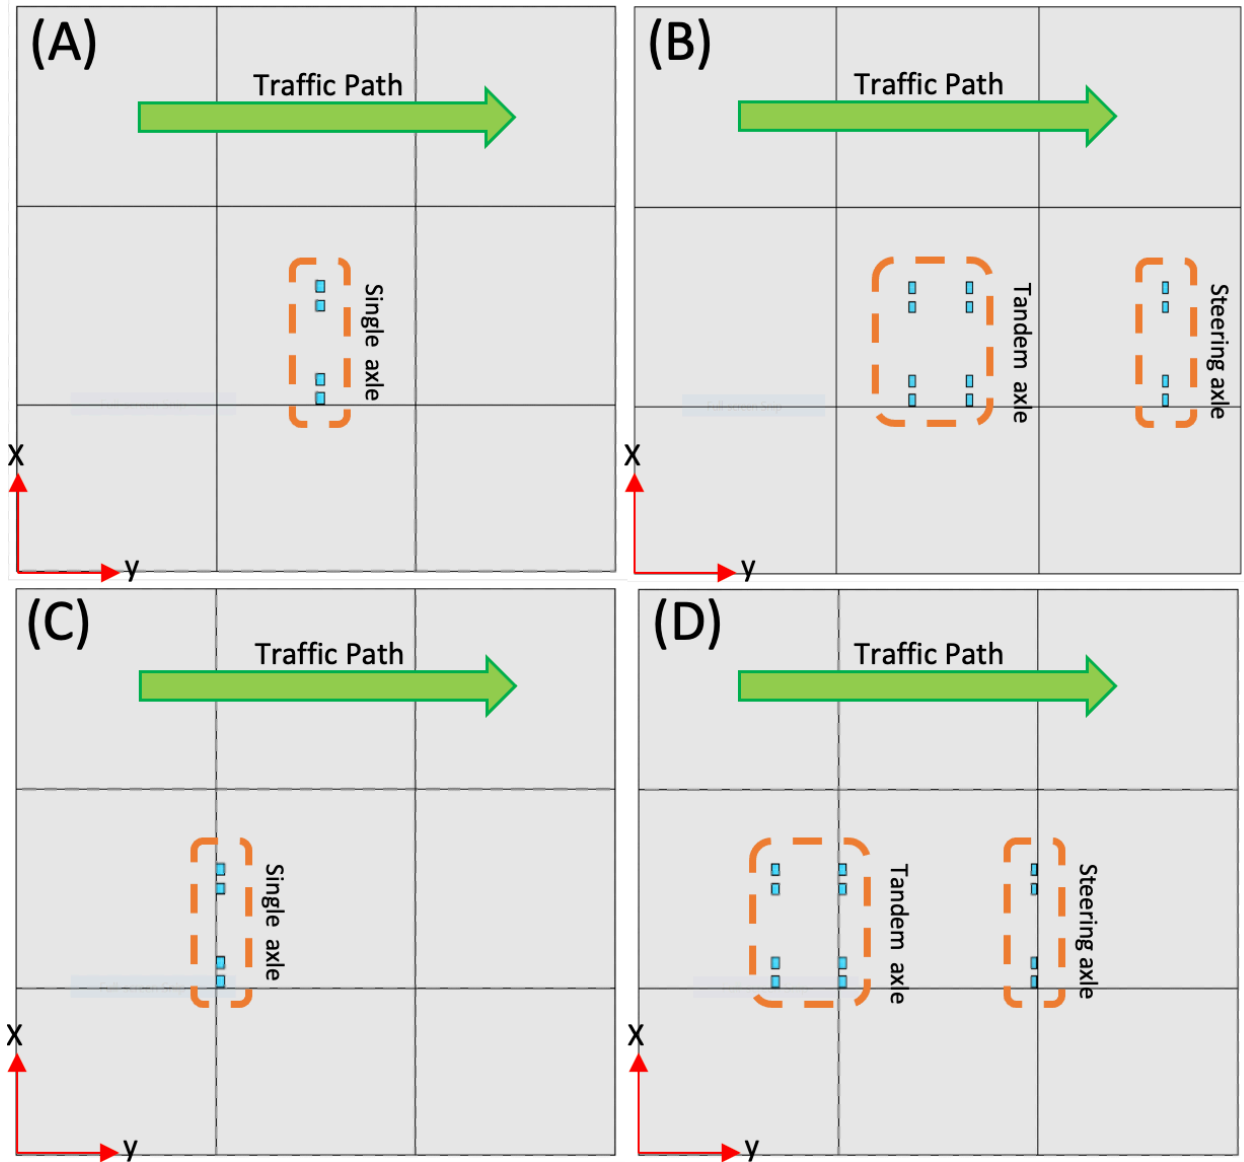 (A)
Traffic Path
Single axle
X
y
(B)
Traffic Path
Tandem axle
Steering axle
X
y
(C)
Traffic Path
Single axle
X
y
(D)
Traffic Path
Tandem axle
Steering axle
X
y